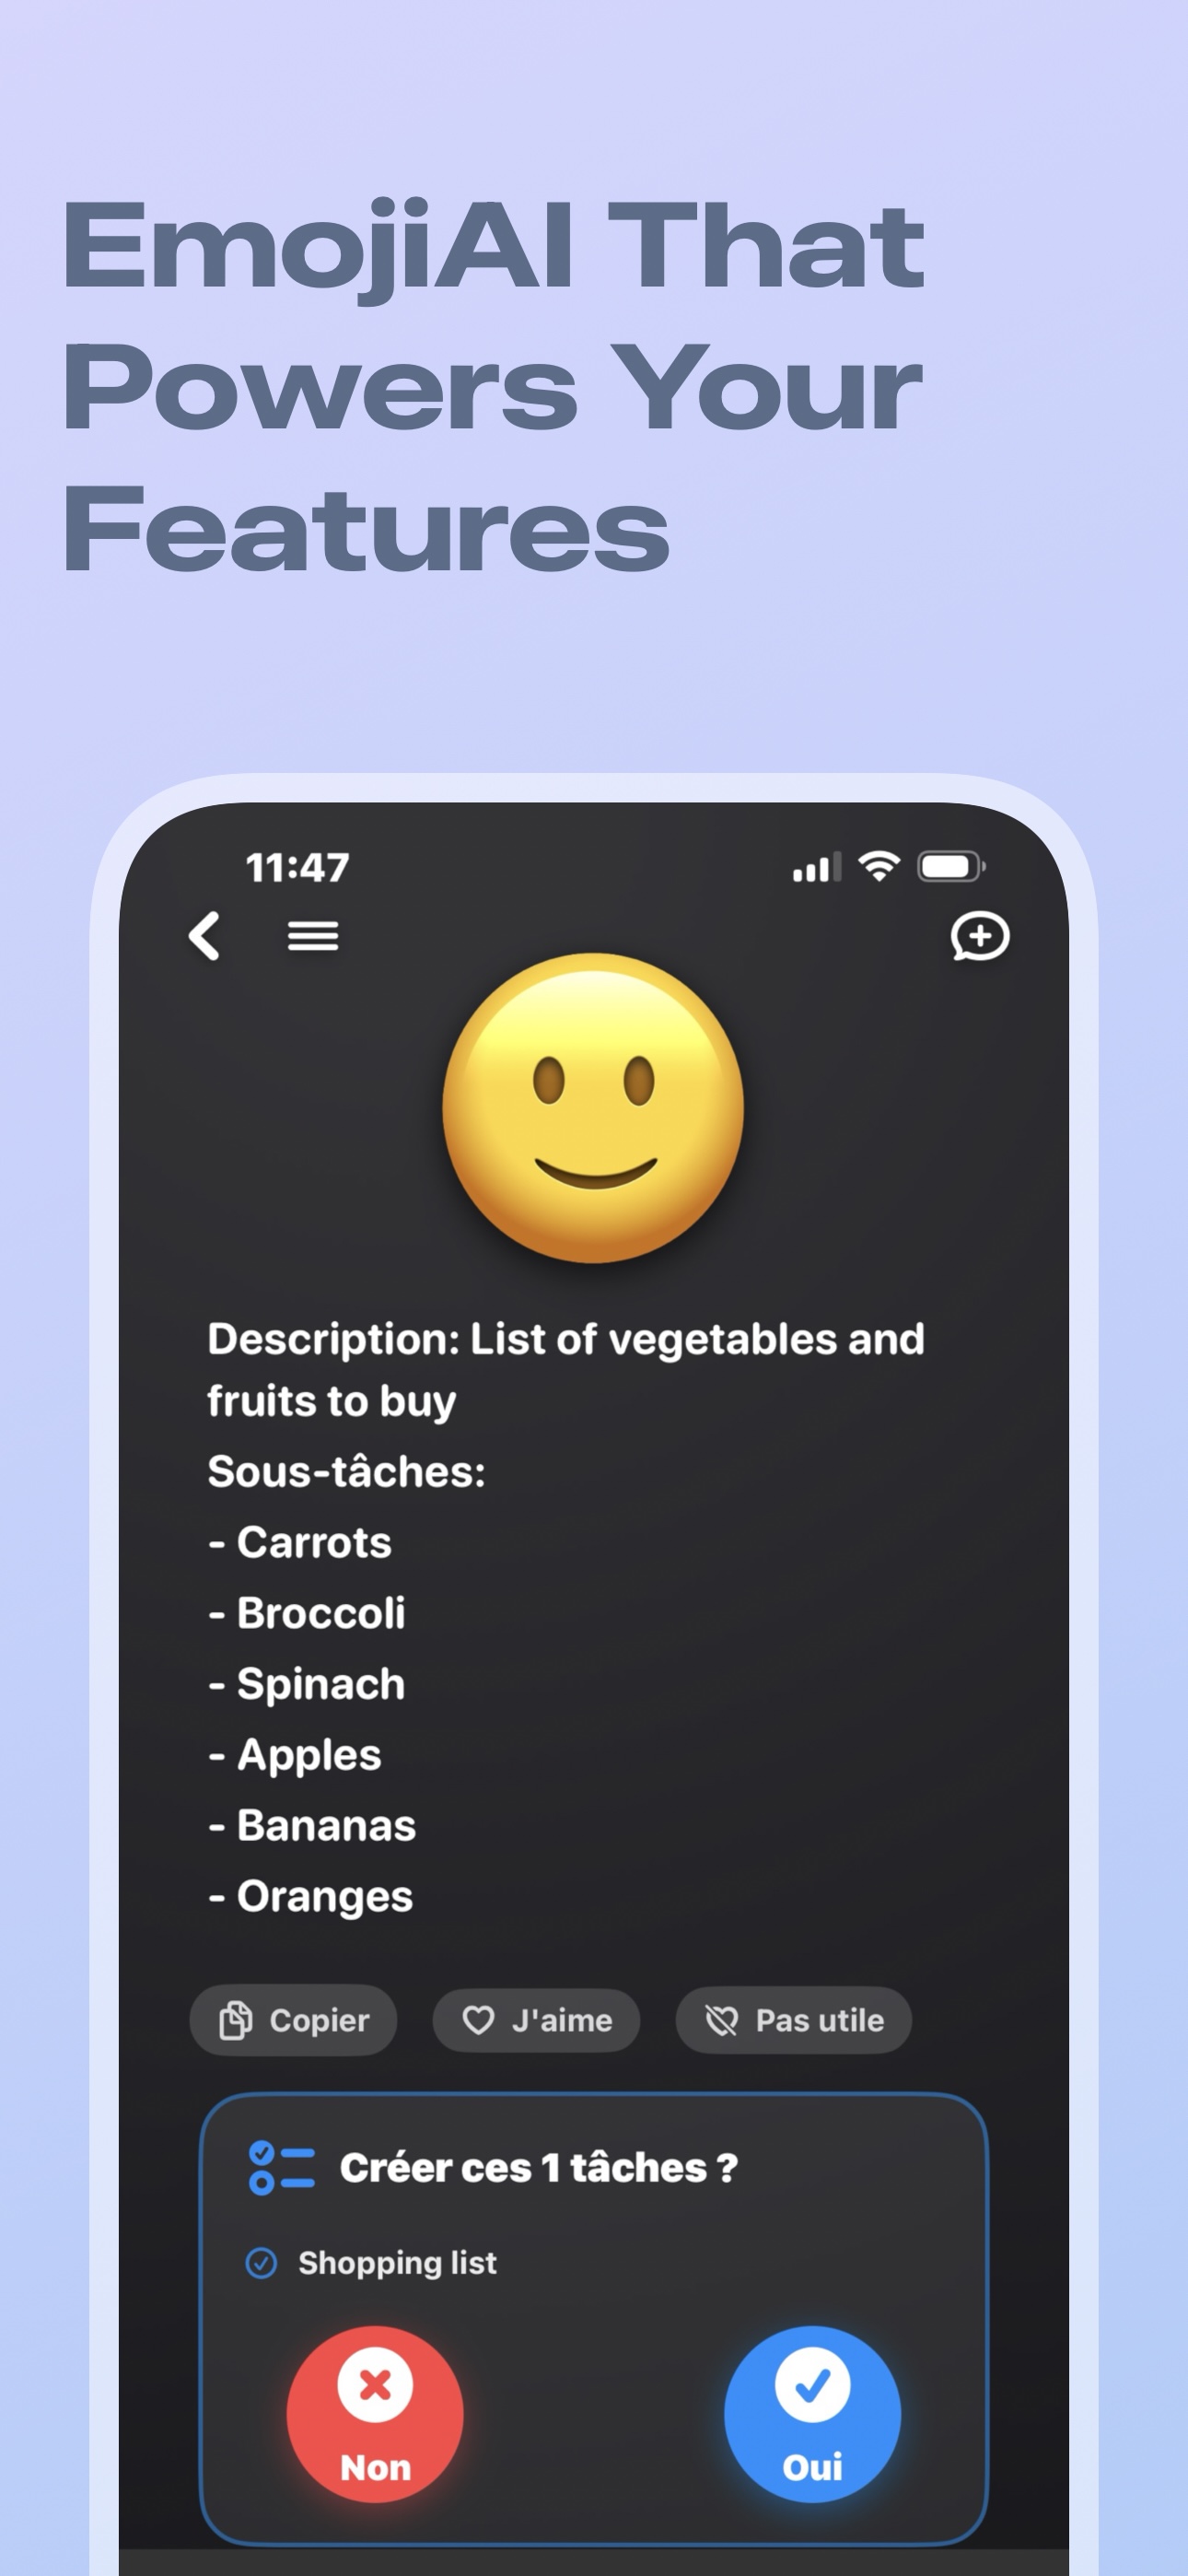 EmojiAI That
Powers Your
Features
11:47
Description: List of vegetables and
fruits to buy
Sous-tâches:
- Carrots
- Broccoli
- Spinach
- Apples
- Bananas
- Oranges
Copier J'aime Pas utile
Créer ces 1 tâches ?
Shopping list
Non Oui